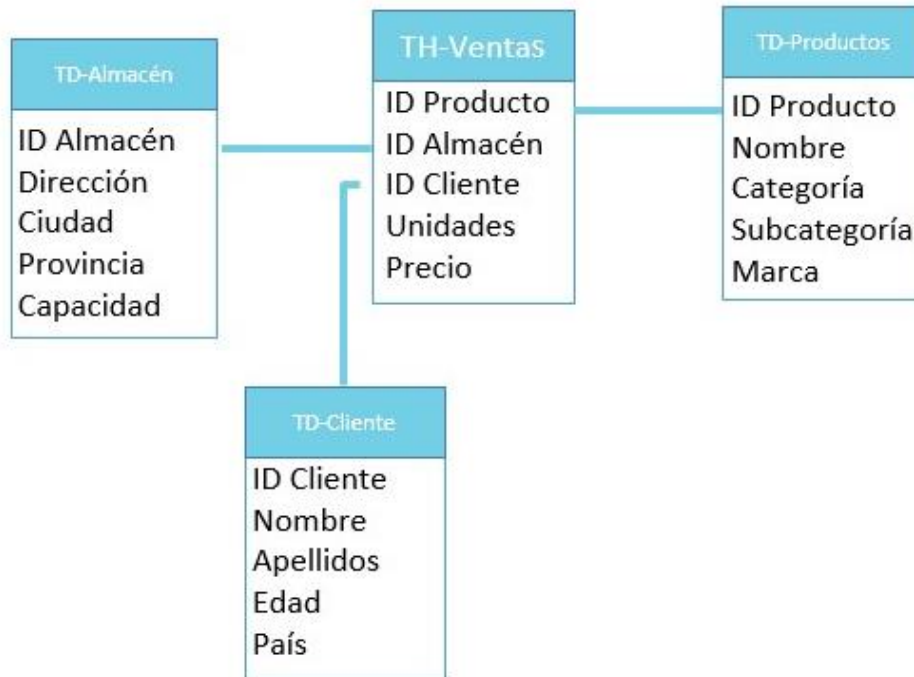 TD-Almacén
ID Almacén
Dirección
Ciudad
Provincia
Capacidad
TH-Ventas
ID Producto
ID Almacén
ID Cliente
Unidades
Precio
TD-Productos
ID Producto
Nombre
Categoría
Subcategoría
Marca
TD-Cliente
ID Cliente
Nombre
Apellidos
Edad
País